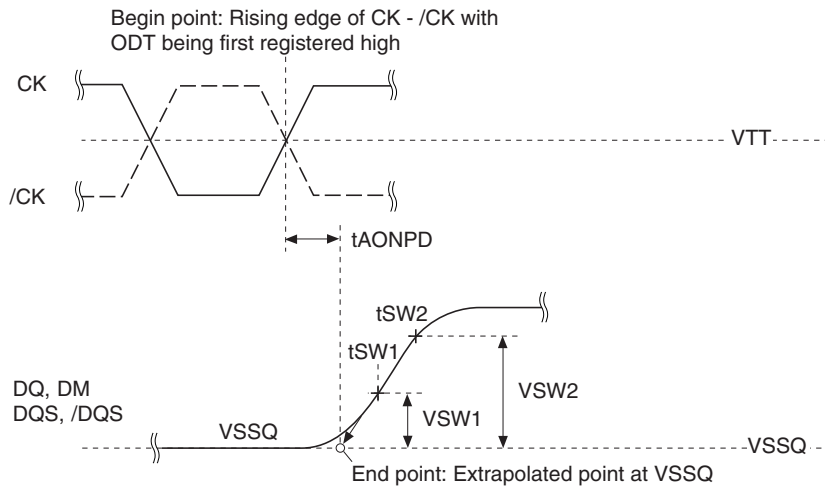 Begin point: Rising edge of CK - /CK with
ODT being first registered high
CK
VTT
/CK
tAONPD
tSW2
tSW1
DQ, DM
DQS, /DQS
VSSQ
VSW1
VSW2
VSSQ
End point: Extrapolated point at VSSQ